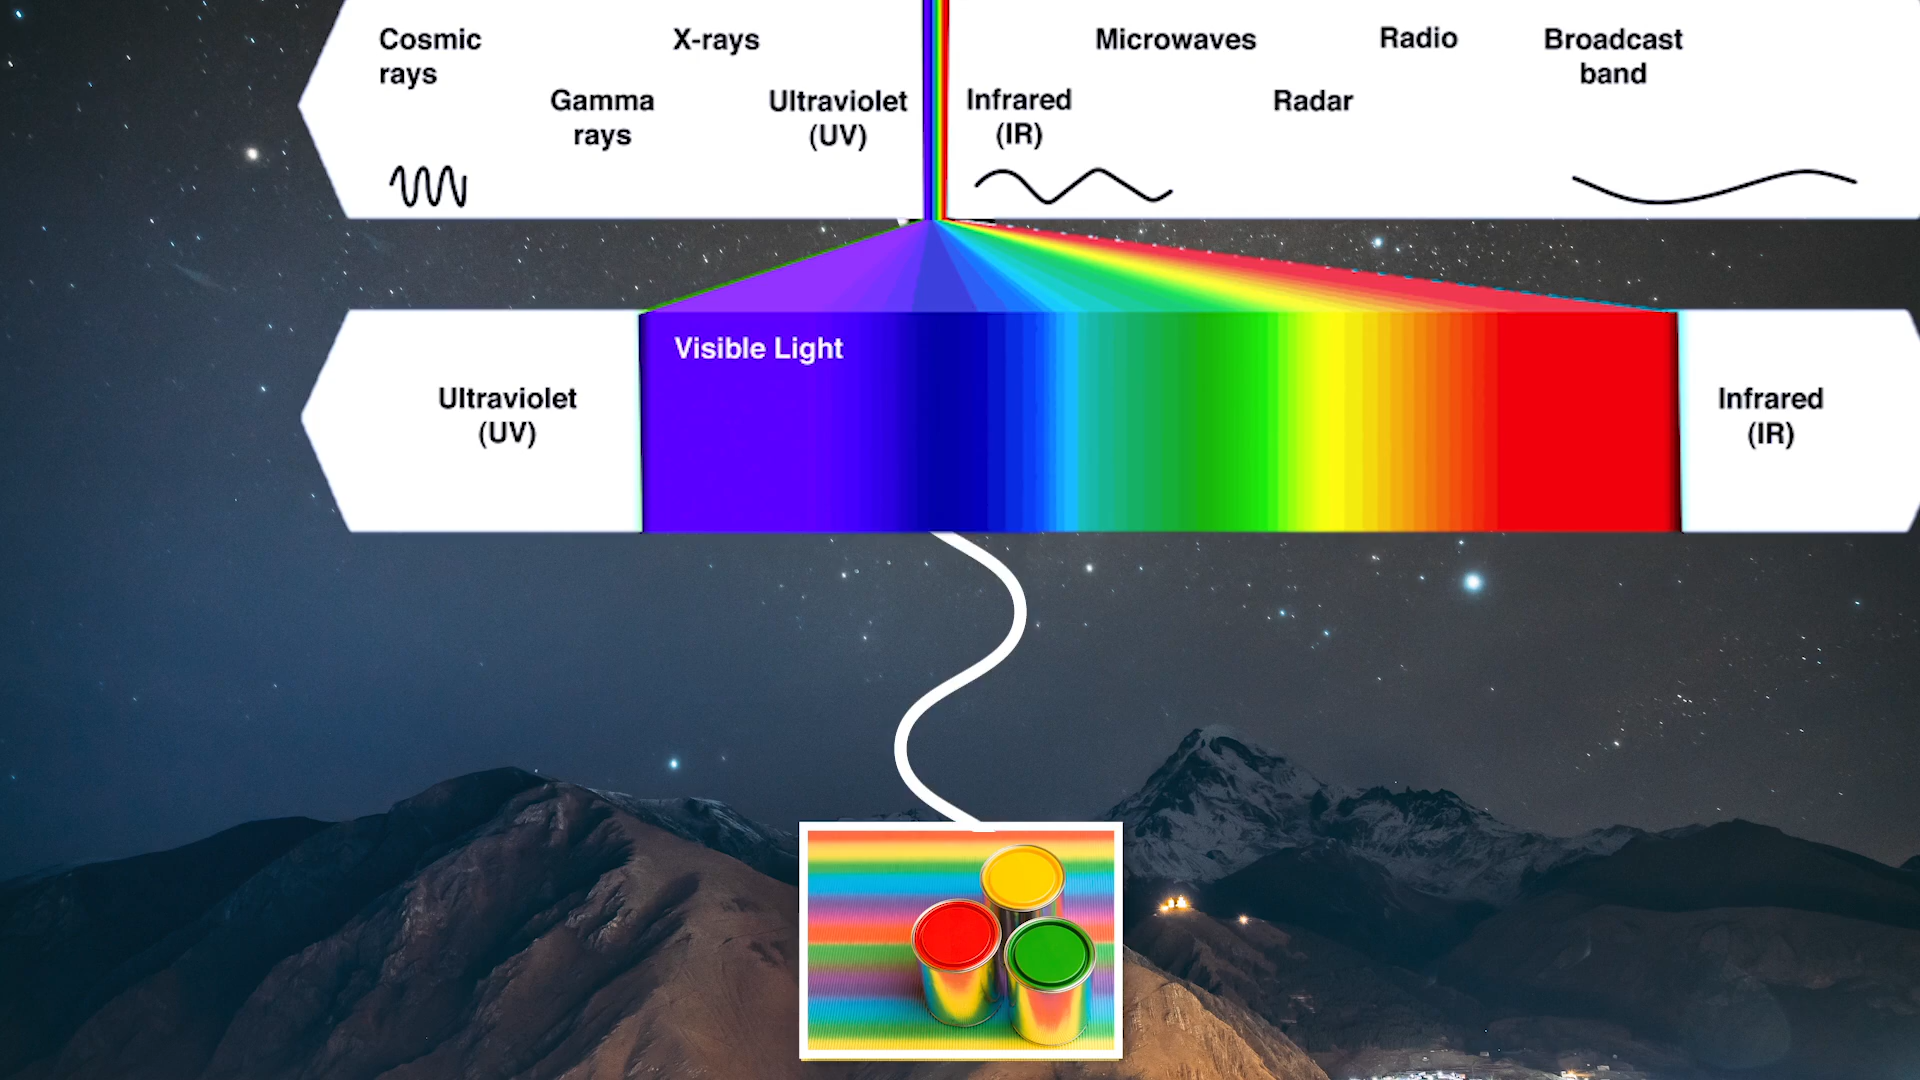 Cosmic
rays
Gamma
rays
X-rays
Ultraviolet
(UV)
Infrared
(IR)
Microwaves
Radar
Radio
Broadcast
band
Visible Light
Ultraviolet
(UV)
Infrared
(IR)